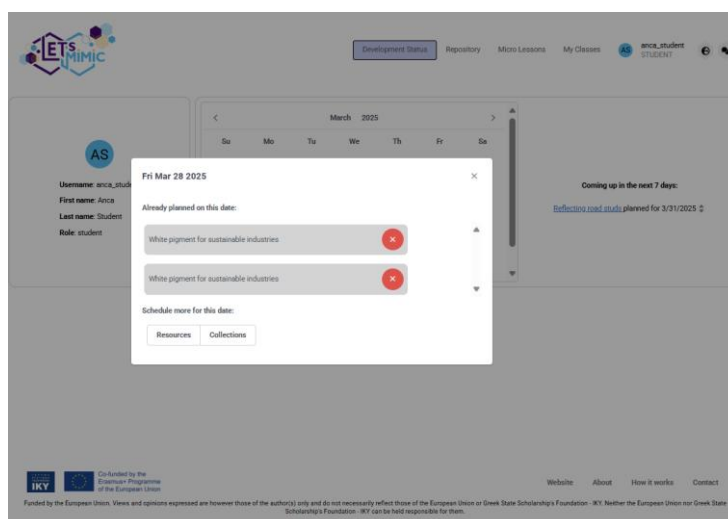 LET'S
MIMIC
Development Status
Repository
Micro Lessons
My Classes
AS
anca_student
STUDENT
March 2025
Su Mo Tu We Th Fr Sa
AS
Username: anca_stude
First name: Anca
Last name: Student
Role: student
Fri Mar 28 2025
Already planned on this date:
White pigment for sustainable industries
White pigment for sustainable industries
Schedule more for this date:
Resources
Collections
Coming up in the next 7 days:
Reflecting road studs planned for 3/31/2025
IKY
Co-funded by the
Erasmus+ Programme
of the European Union
Website
About
How it works
Contact
Funded by the European Union. Views and opinions expressed are however those of the author(s) only and do not necessarily reflect those of the European Union or Greek State Scholarship's Foundation - IKY. Neither the European Union nor Greek State
Scholarship's Foundation - IKY can be held responsible for them.